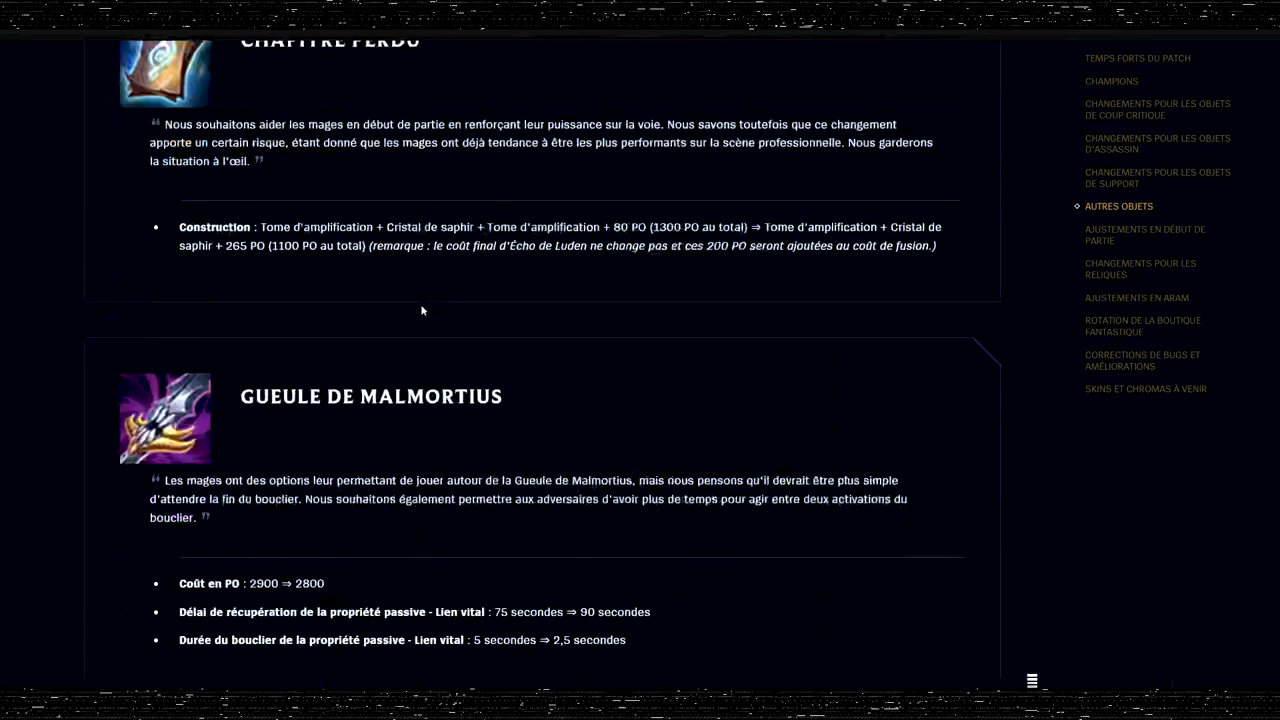 CHAPITRE PERDU
" Nous souhaitons aider les mages en début de partie en renforçant leur puissance sur la voie. Nous savons toutefois que ce changement
apporte un certain risque, étant donné que les mages ont déjà tendance à être les plus performants sur la scène professionnelle. Nous garderons
la situation à l'œil. "
• Construction : Tome d'amplification + Cristal de saphir + Tome d'amplification + 80 PO (1300 PO au total) ⇒ Tome d'amplification + Cristal de
saphir + 265 PO (1100 PO au total) (remarque : le coût final d'Écho de Luden ne change pas et ces 200 PO seront ajoutées au coût de fusion.)
GUEULE DE MALMORTIUS
" Les mages ont des options leur permettant de jouer autour de la Gueule de Malmortius, mais nous pensons qu'il devrait être plus simple
d'attendre la fin du bouclier. Nous souhaitons également permettre aux adversaires d'avoir plus de temps pour agir entre deux activations du
bouclier. "
• Coût en PO : 2900 ⇒ 2800
• Délai de récupération de la propriété passive - Lien vital : 75 secondes ⇒ 90 secondes
• Durée du bouclier de la propriété passive - Lien vital : 5 secondes ⇒ 2,5 secondes
TEMPS FORTS DU PATCH
CHAMPIONS
CHANGEMENTS POUR LES OBJETS
DE COUP CRITIQUE
CHANGEMENTS POUR LES OBJETS
D'ASSASSIN
CHANGEMENTS POUR LES OBJETS
DE SUPPORT
AUTRES OBJETS
AJUSTEMENTS EN DÉBUT DE
PARTIE
CHANGEMENTS POUR LES
RELIQUES
AJUSTEMENTS EN ARAM
ROTATION DE LA BOUTIQUE
FANTASTIQUE
CORRECTIONS DE BUGS ET
AMÉLIORATIONS
SKINS ET CHROMAS À VENIR